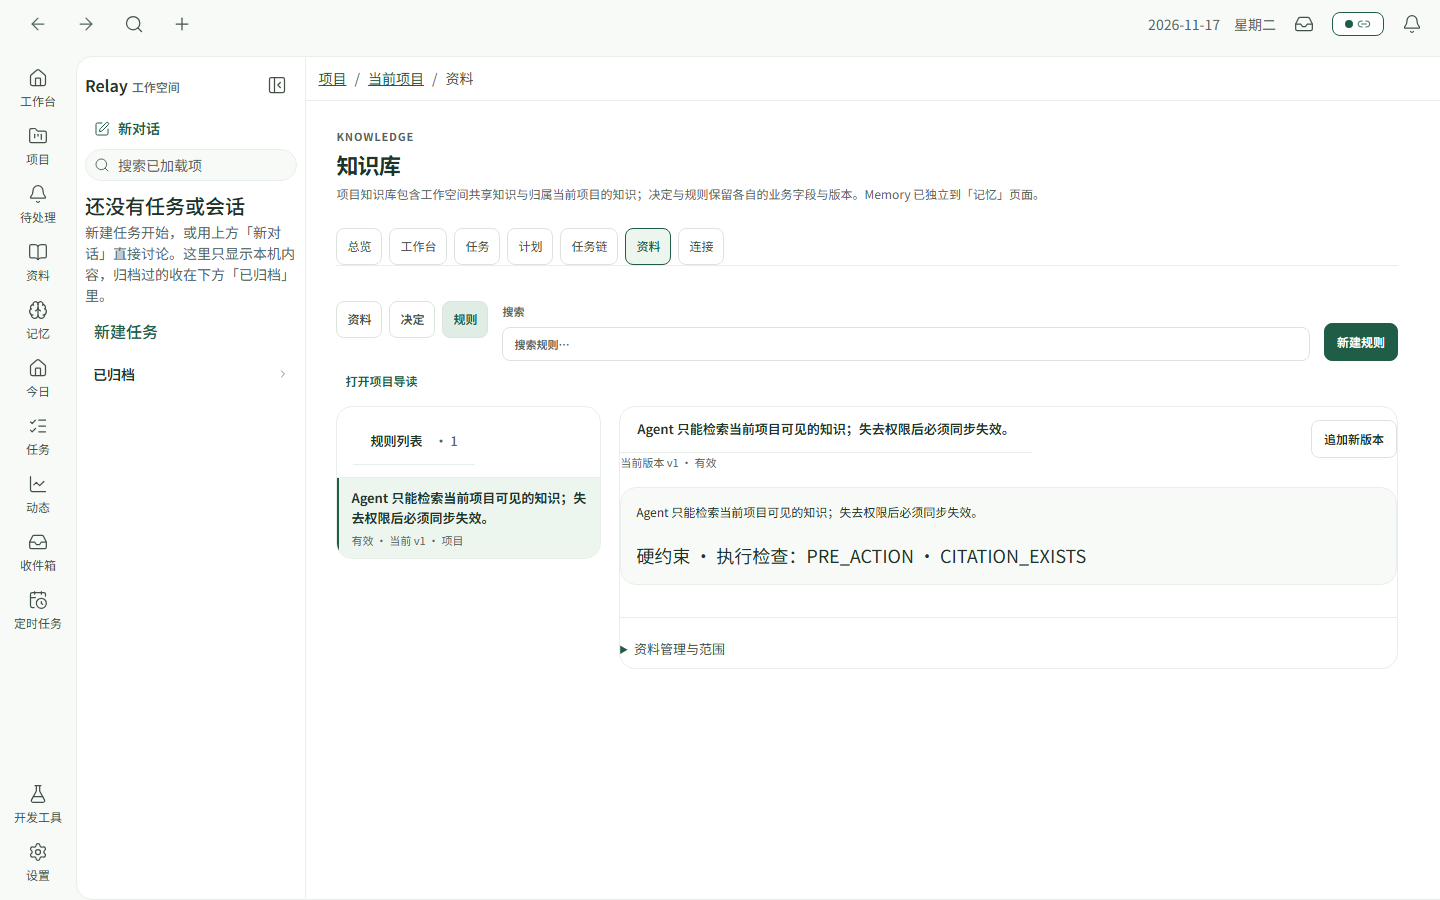 2026-11-17 星期二
工作台
项目
待处理
资料
记忆
今日
任务
动态
收件箱
定时任务
开发工具
设置
Relay 工作空间
新对话
搜索已加载项
还没有任务或会话
新建任务开始，或用上方「新对
话」直接讨论。这里只显示本机内
容，归档过的收在下方「已归档」
里。
新建任务
已归档
项目 / 当前项目 / 资料
KNOWLEDGE
知识库
项目知识库包含工作空间共享知识与归属当前项目的知识；决定与规则保留各自的业务字段与版本。Memory 已独立到「记忆」页面。
总览 工作台 任务 计划 任务链 资料 连接
资料 决定 规则
搜索
搜索规则…
新建规则
打开项目导读
规则列表 · 1
Agent 只能检索当前项目可见的知识；失
去权限后必须同步失效。
有效 · 当前 v1 · 项目
Agent 只能检索当前项目可见的知识；失去权限后必须同步失效。
追加新版本
当前版本 v1 · 有效
Agent 只能检索当前项目可见的知识；失去权限后必须同步失效。
硬约束 · 执行检查：PRE_ACTION · CITATION_EXISTS
资料管理与范围